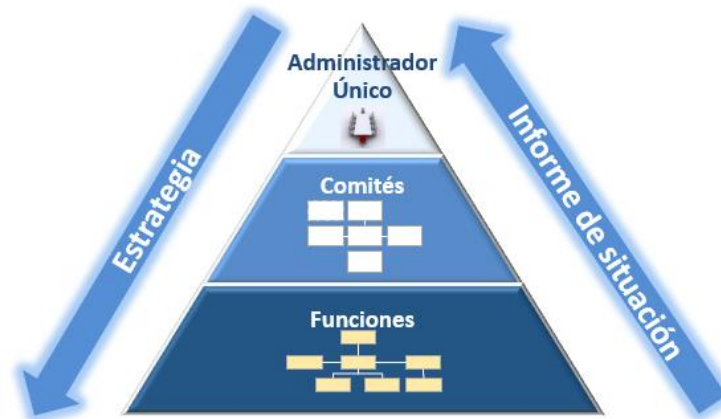 Administrador
Único
Estrategia
Informe de situación
Comités
Funciones